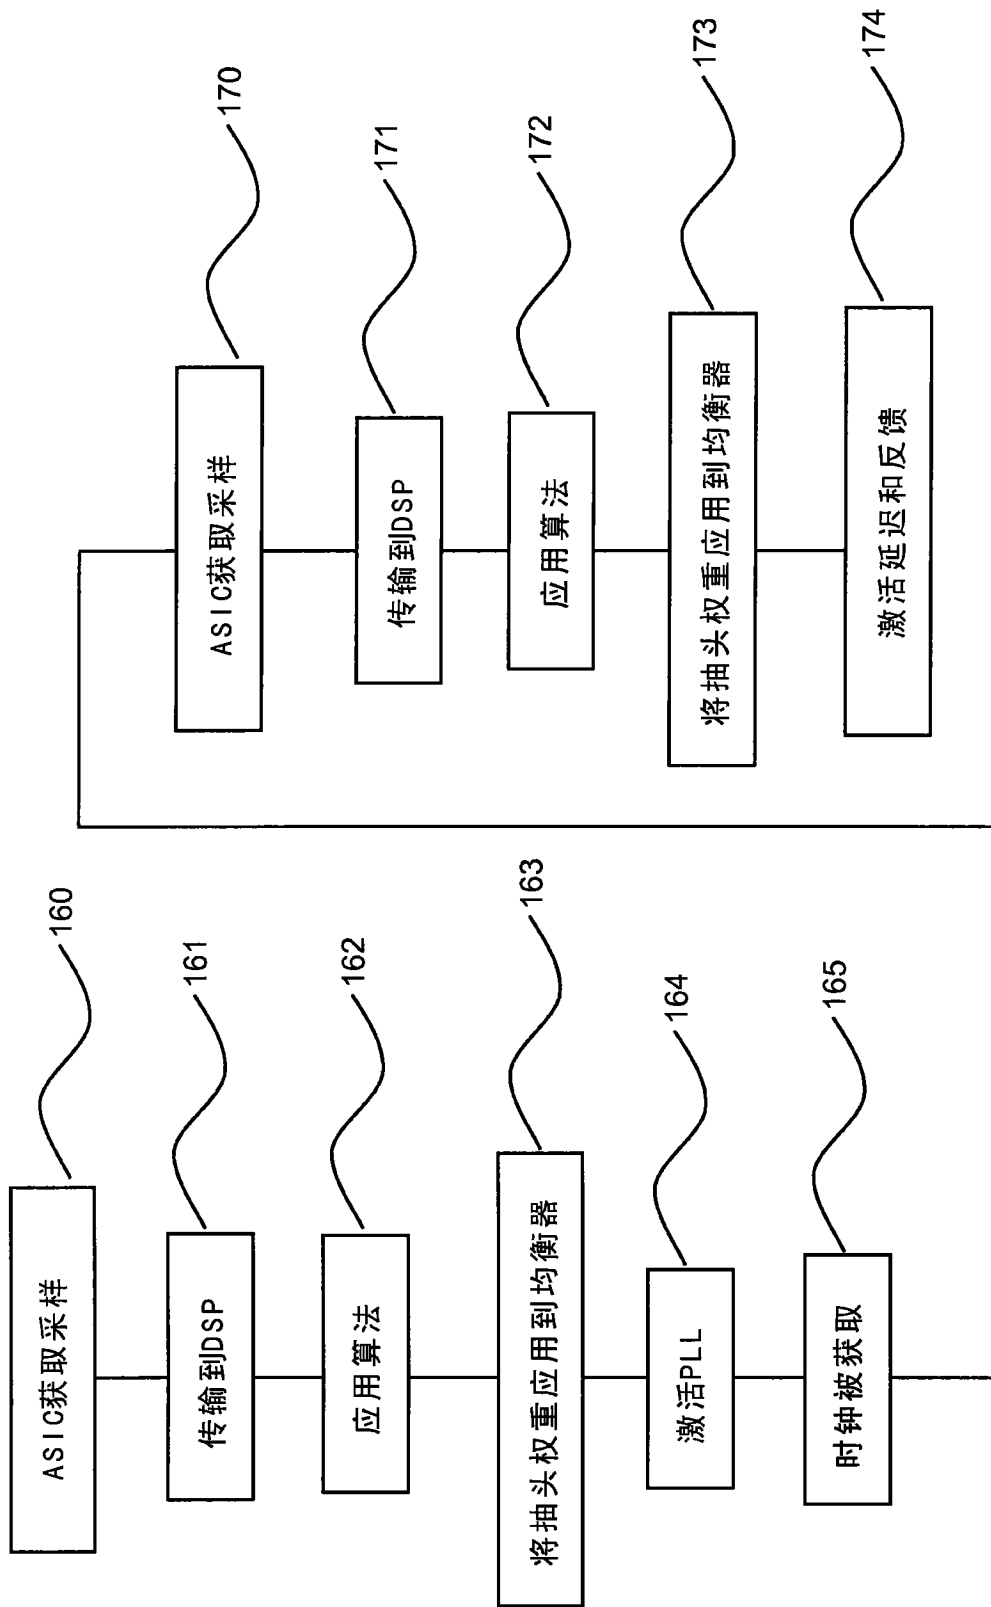 ASIC获取采样
160
传输到DSP
161
应用算法
162
将抽头权重应用到均衡器
163
激活PLL
164
时钟被获取
165
ASIC获取采样
170
传输到DSP
171
应用算法
172
将抽头权重应用到均衡器
173
激活延迟和反馈
174